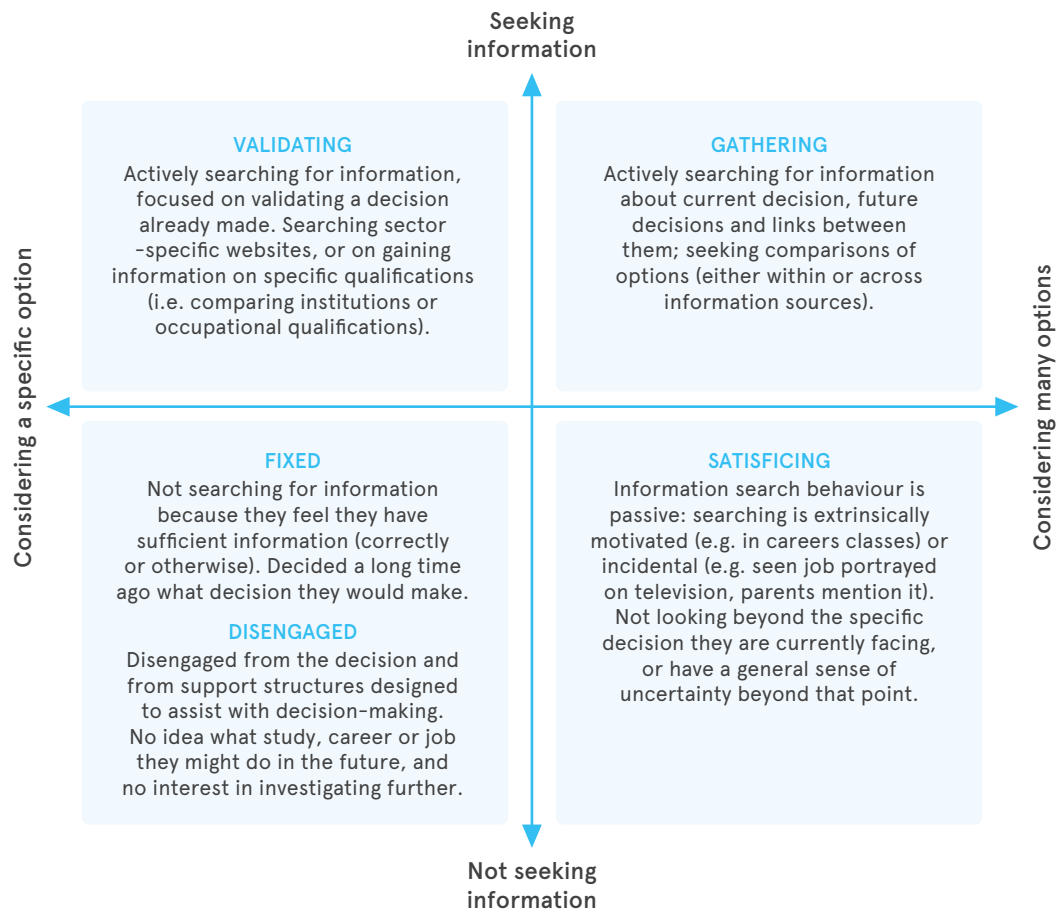 Seeking
information
VALIDATING
Actively searching for information,
focused on validating a decision
already made. Searching sector
-specific websites, or on gaining
information on specific qualifications
(i.e. comparing institutions or
occupational qualifications).
GATHERING
Actively searching for information
about current decision, future
decisions and links between
them; seeking comparisons of
options (either within or across
information sources).
Considering a specific option
Considering many options
FIXED
Not searching for information
because they feel they have
sufficient information (correctly
or otherwise). Decided a long time
ago what decision they would make.
DISENGAGED
Disengaged from the decision and
from support structures designed
to assist with decision-making.
No idea what study, career or job
they might do in the future, and
no interest in investigating further.
SATISFICING
Information search behaviour is
passive: searching is extrinsically
motivated (e.g. in careers classes) or
incidental (e.g. seen job portrayed
on television, parents mention it).
Not looking beyond the specific
decision they are currently facing,
or have a general sense of
uncertainty beyond that point.
Not seeking
information